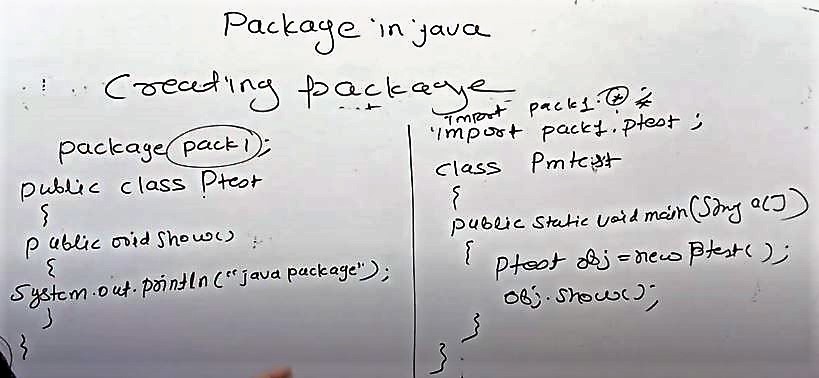 Package in java
Creating package
package pack1;
public class Ptest
{
public void show()
{
System.out.println("java package");
}
}
import pack1.*;
import pack1.ptest;
class Pmtest
{
public static void main(String a[])
{
ptest obj = new Ptest();
obj.show();
}
}